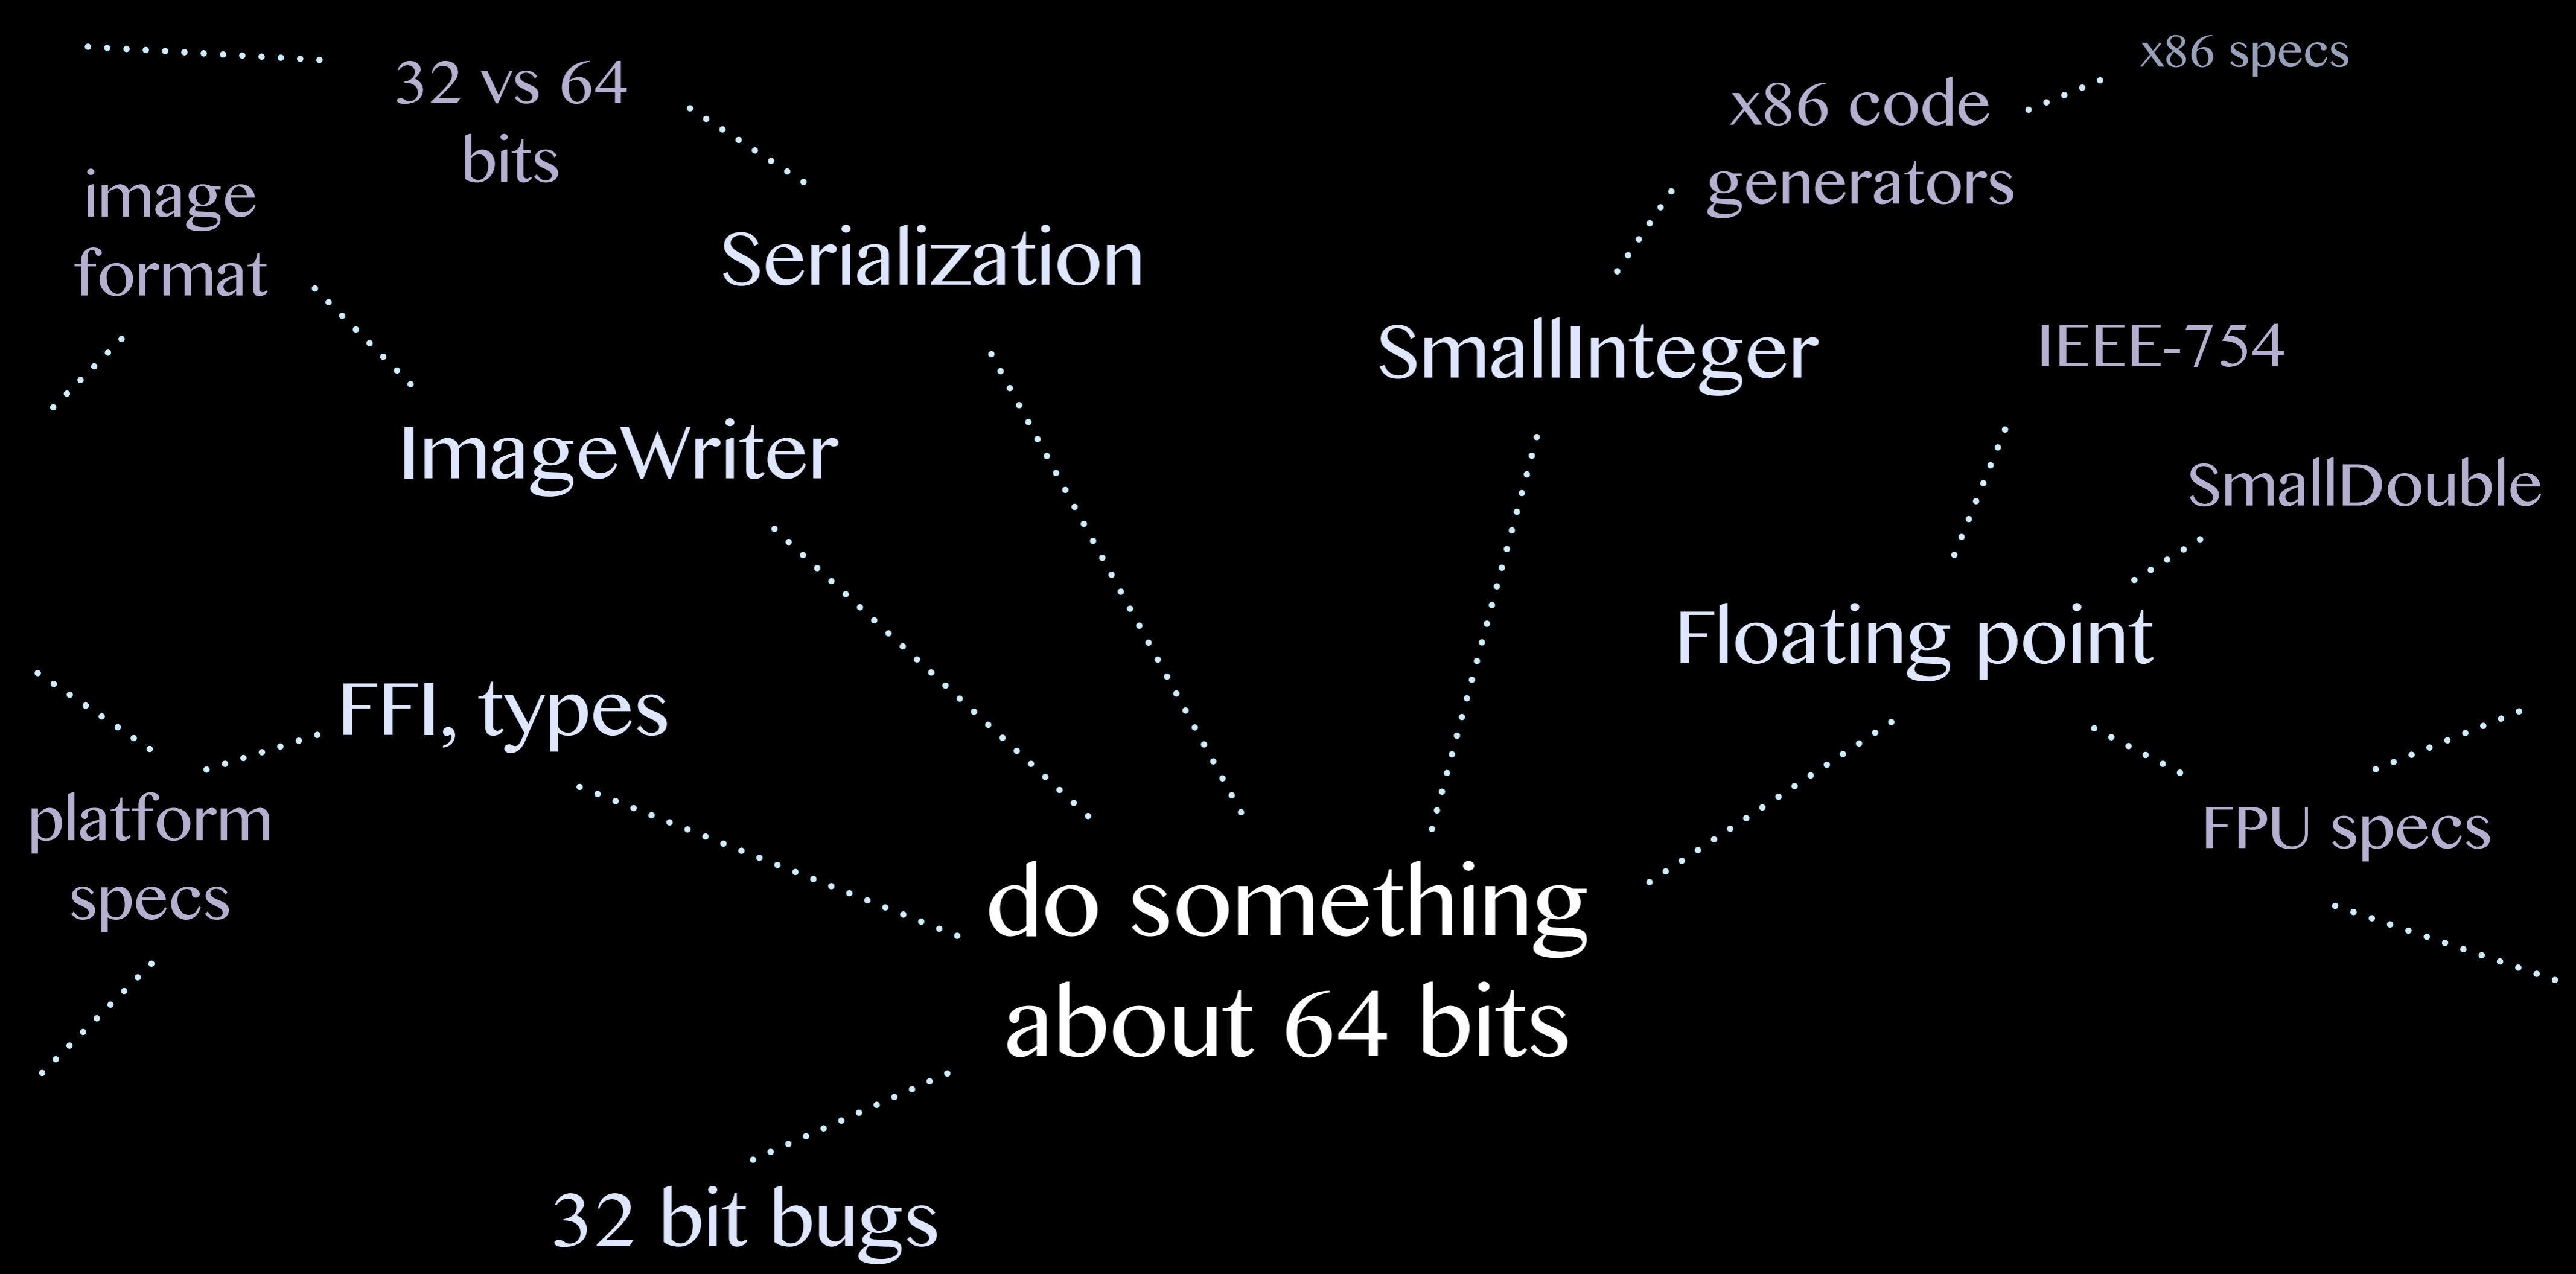 x86 specs
32 vs 64
bits
x86 code
generators
image
format
Serialization
SmallInteger
IEEE-754
ImageWriter
SmallDouble
Floating point
FFI, types
platform
specs
FPU specs
do something
about 64 bits
32 bit bugs